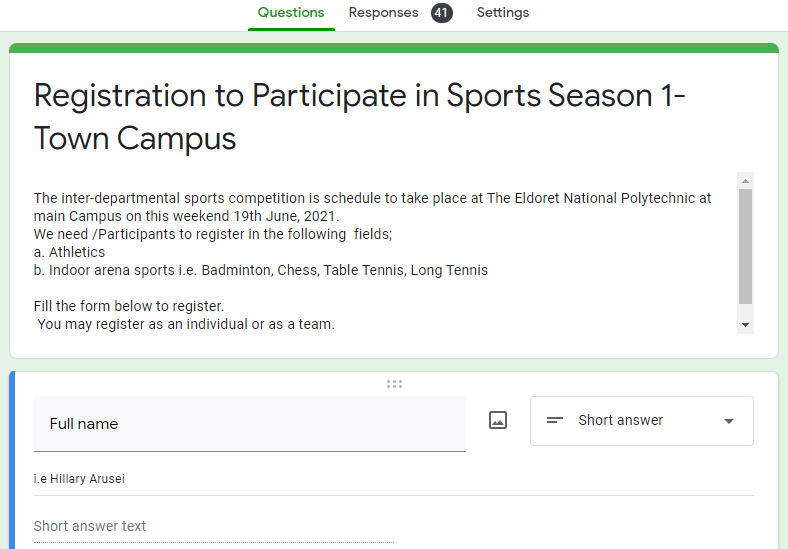 Questions Responses 41 Settings
Registration to Participate in Sports Season 1-
Town Campus
The inter-departmental sports competition is schedule to take place at The Eldoret National Polytechnic at
main Campus on this weekend 19th June, 2021.
We need /Participants to register in the following  fields;
a. Athletics
b. Indoor arena sports i.e. Badminton, Chess, Table Tennis, Long Tennis
Fill the form below to register.
You may register as an individual or as a team.
Full name
Short answer
i.e Hillary Arusei
Short answer text